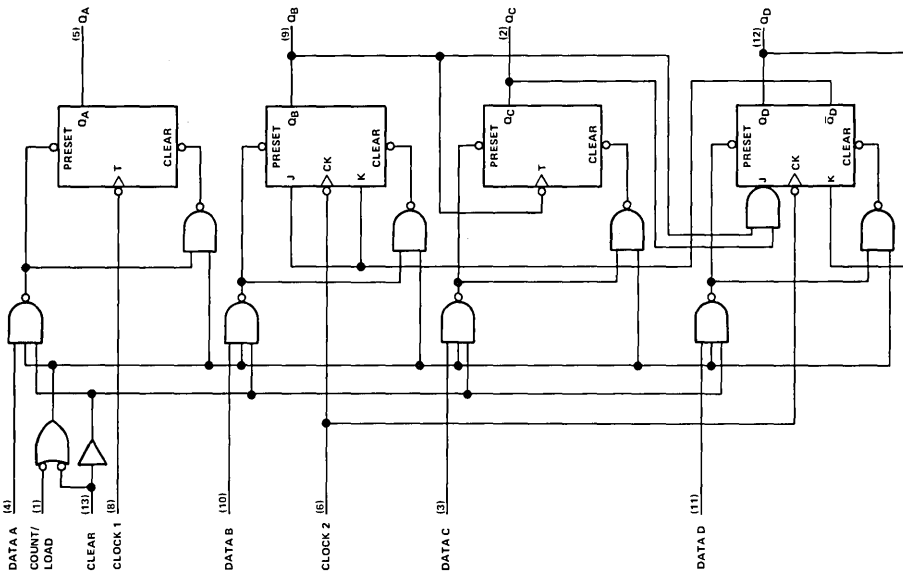 DATA A (4)
COUNT/
LOAD (1)
CLEAR (13)
CLOCK 1 (8)
DATA B (10)
CLOCK 2 (6)
DATA C (3)
DATA D (11)
PRESET
T
CLEAR
(5) QA
PRESET
J QB
CK
K
CLEAR
(9) QB
PRESET
QC
T
CLEAR
(2) QC
PRESET
J QD
CK
K Q̅D
CLEAR
(12) QD